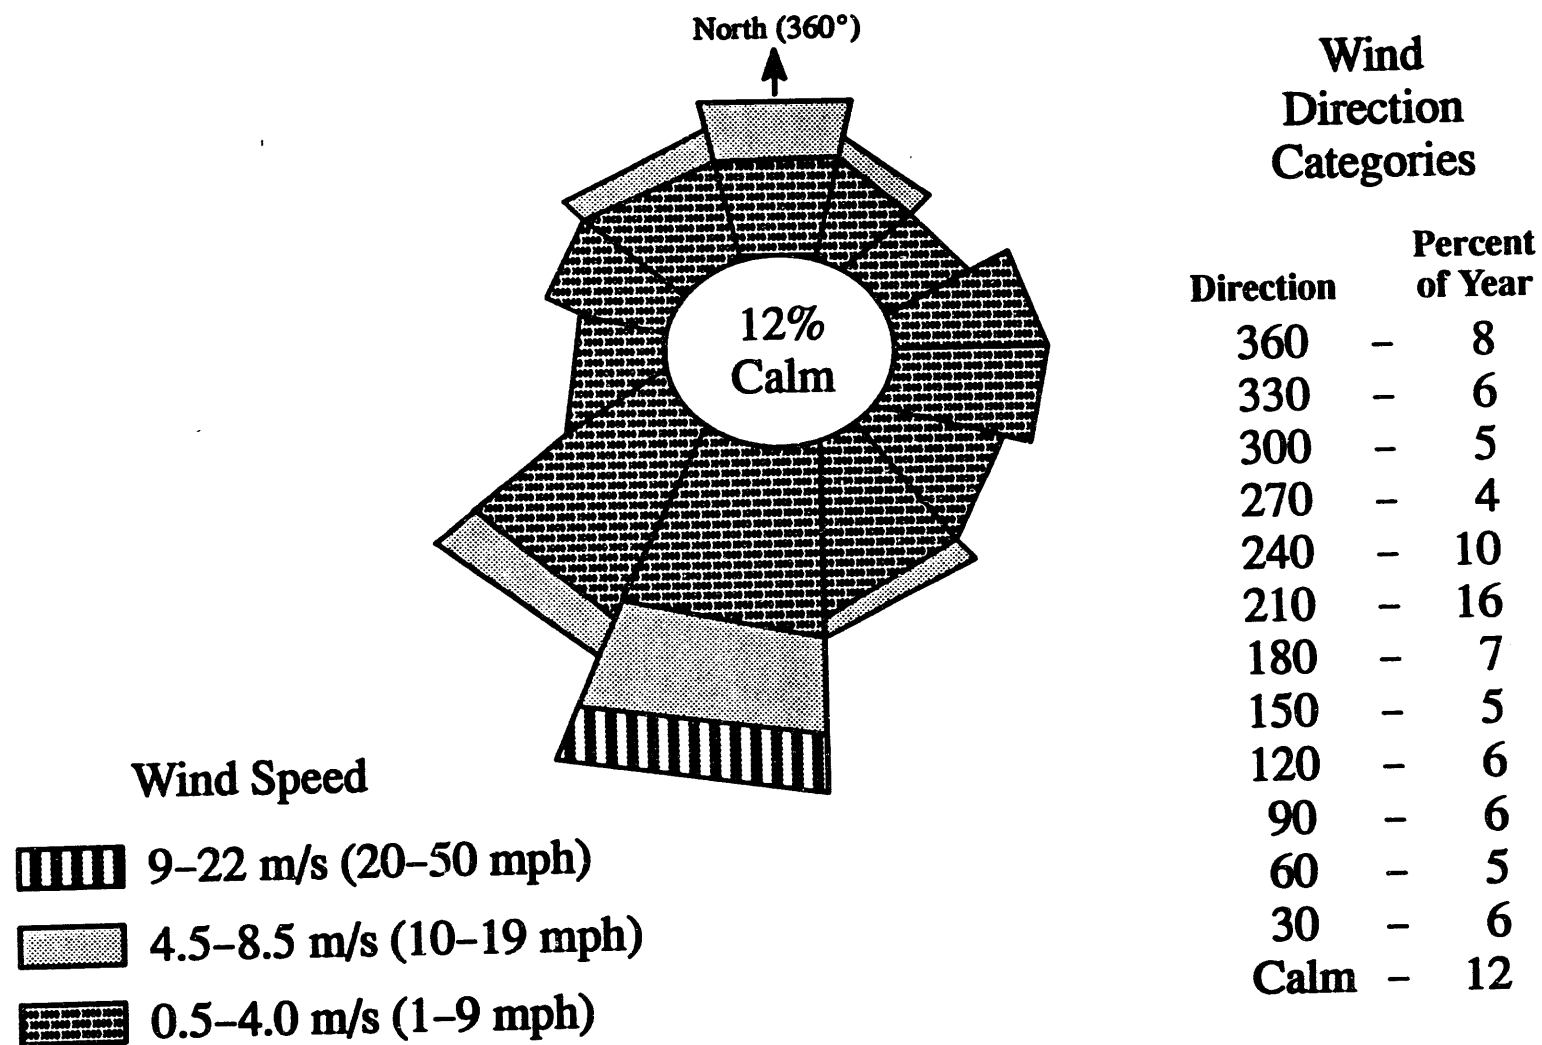 North (360°)
12%
Calm
Wind
Direction
Categories
Direction Percent of Year
360 – 8
330 – 6
300 – 5
270 – 4
240 – 10
210 – 16
180 – 7
150 – 5
120 – 6
90 – 6
60 – 5
30 – 6
Calm – 12
Wind Speed
9–22 m/s (20–50 mph)
4.5–8.5 m/s (10–19 mph)
0.5–4.0 m/s (1–9 mph)